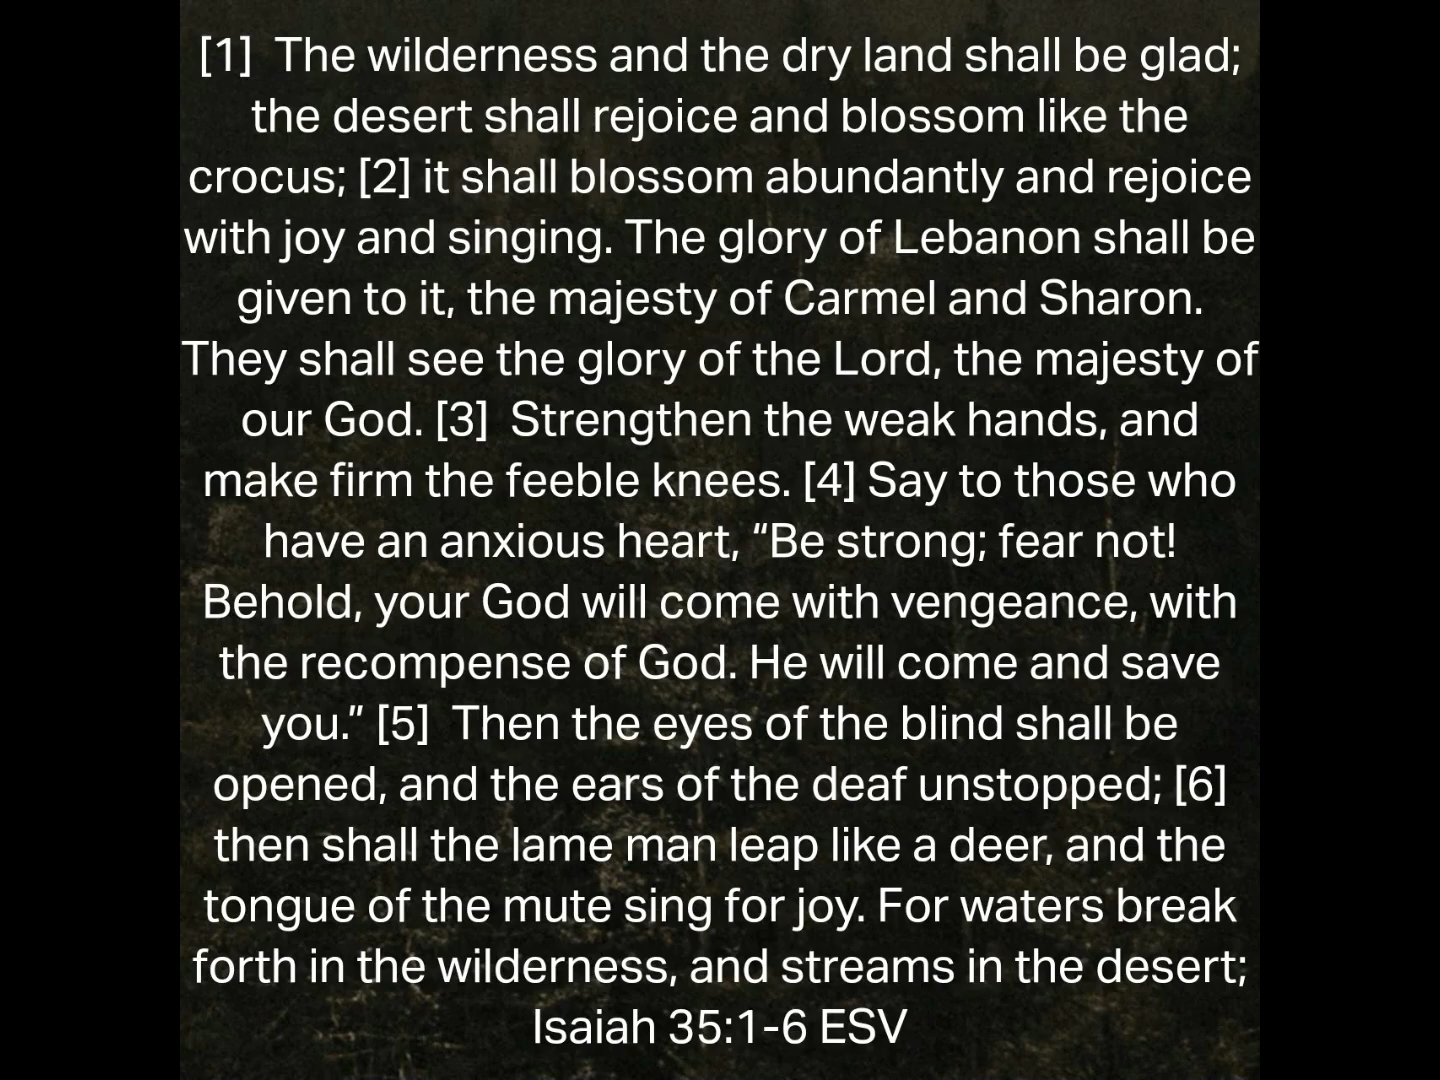 [1]  The wilderness and the dry land shall be glad;
the desert shall rejoice and blossom like the
crocus; [2] it shall blossom abundantly and rejoice
with joy and singing. The glory of Lebanon shall be
given to it, the majesty of Carmel and Sharon.
They shall see the glory of the Lord, the majesty of
our God. [3]  Strengthen the weak hands, and
make firm the feeble knees. [4] Say to those who
have an anxious heart, “Be strong; fear not!
Behold, your God will come with vengeance, with
the recompense of God. He will come and save
you.” [5]  Then the eyes of the blind shall be
opened, and the ears of the deaf unstopped; [6]
then shall the lame man leap like a deer, and the
tongue of the mute sing for joy. For waters break
forth in the wilderness, and streams in the desert;
Isaiah 35:1-6 ESV